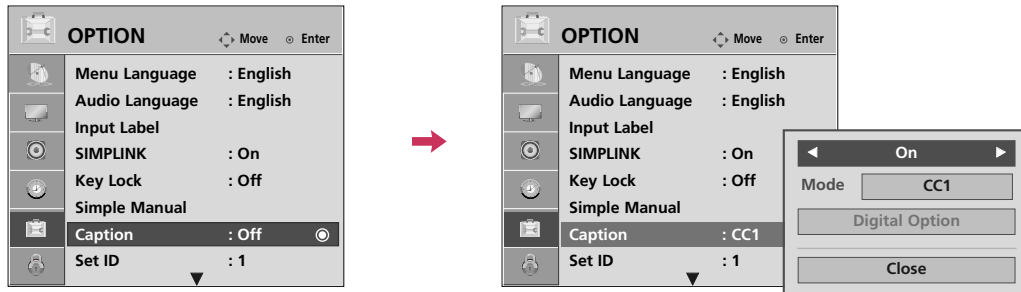 OPTION Move Enter
Menu Language : English
Audio Language : English
Input Label
SIMPLINK : On
Key Lock : Off
Simple Manual
Caption : Off
Set ID : 1
OPTION Move Enter
Menu Language : English
Audio Language : English
Input Label
SIMPLINK : On
Key Lock : Off
Simple Manual
Caption : CC1
Set ID : 1
On
Mode CC1
Digital Option
Close